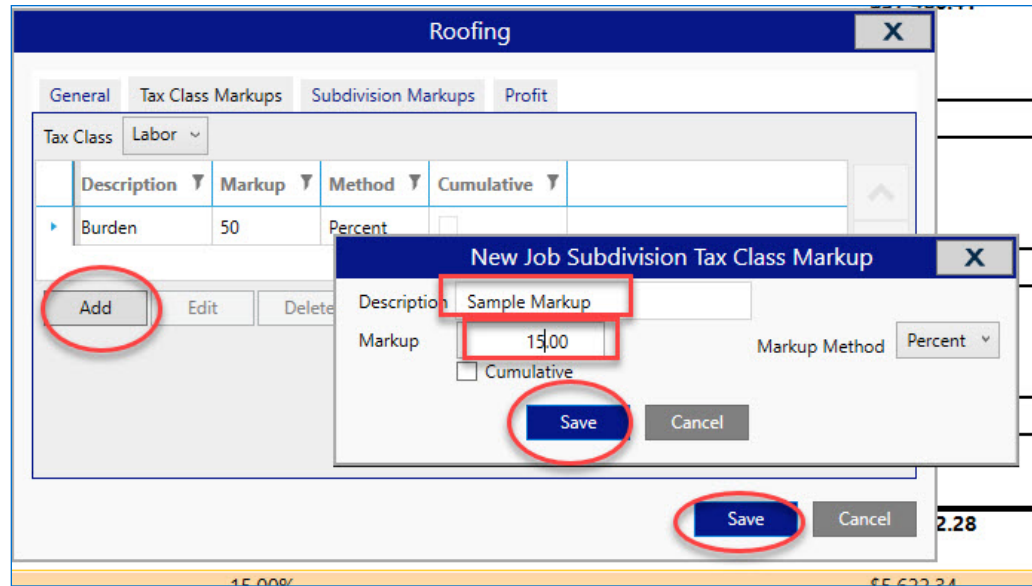 Roofing X
General Tax Class Markups Subdivision Markups Profit
Tax Class Labor
Description Markup Method Cumulative
Burden 50 Percent
New Job Subdivision Tax Class Markup X
Add Edit Delete
Description Sample Markup
Markup 15.00 Markup Method Percent
Cumulative
Save Cancel
Save Cancel
2.28
15.00% $5,622.34